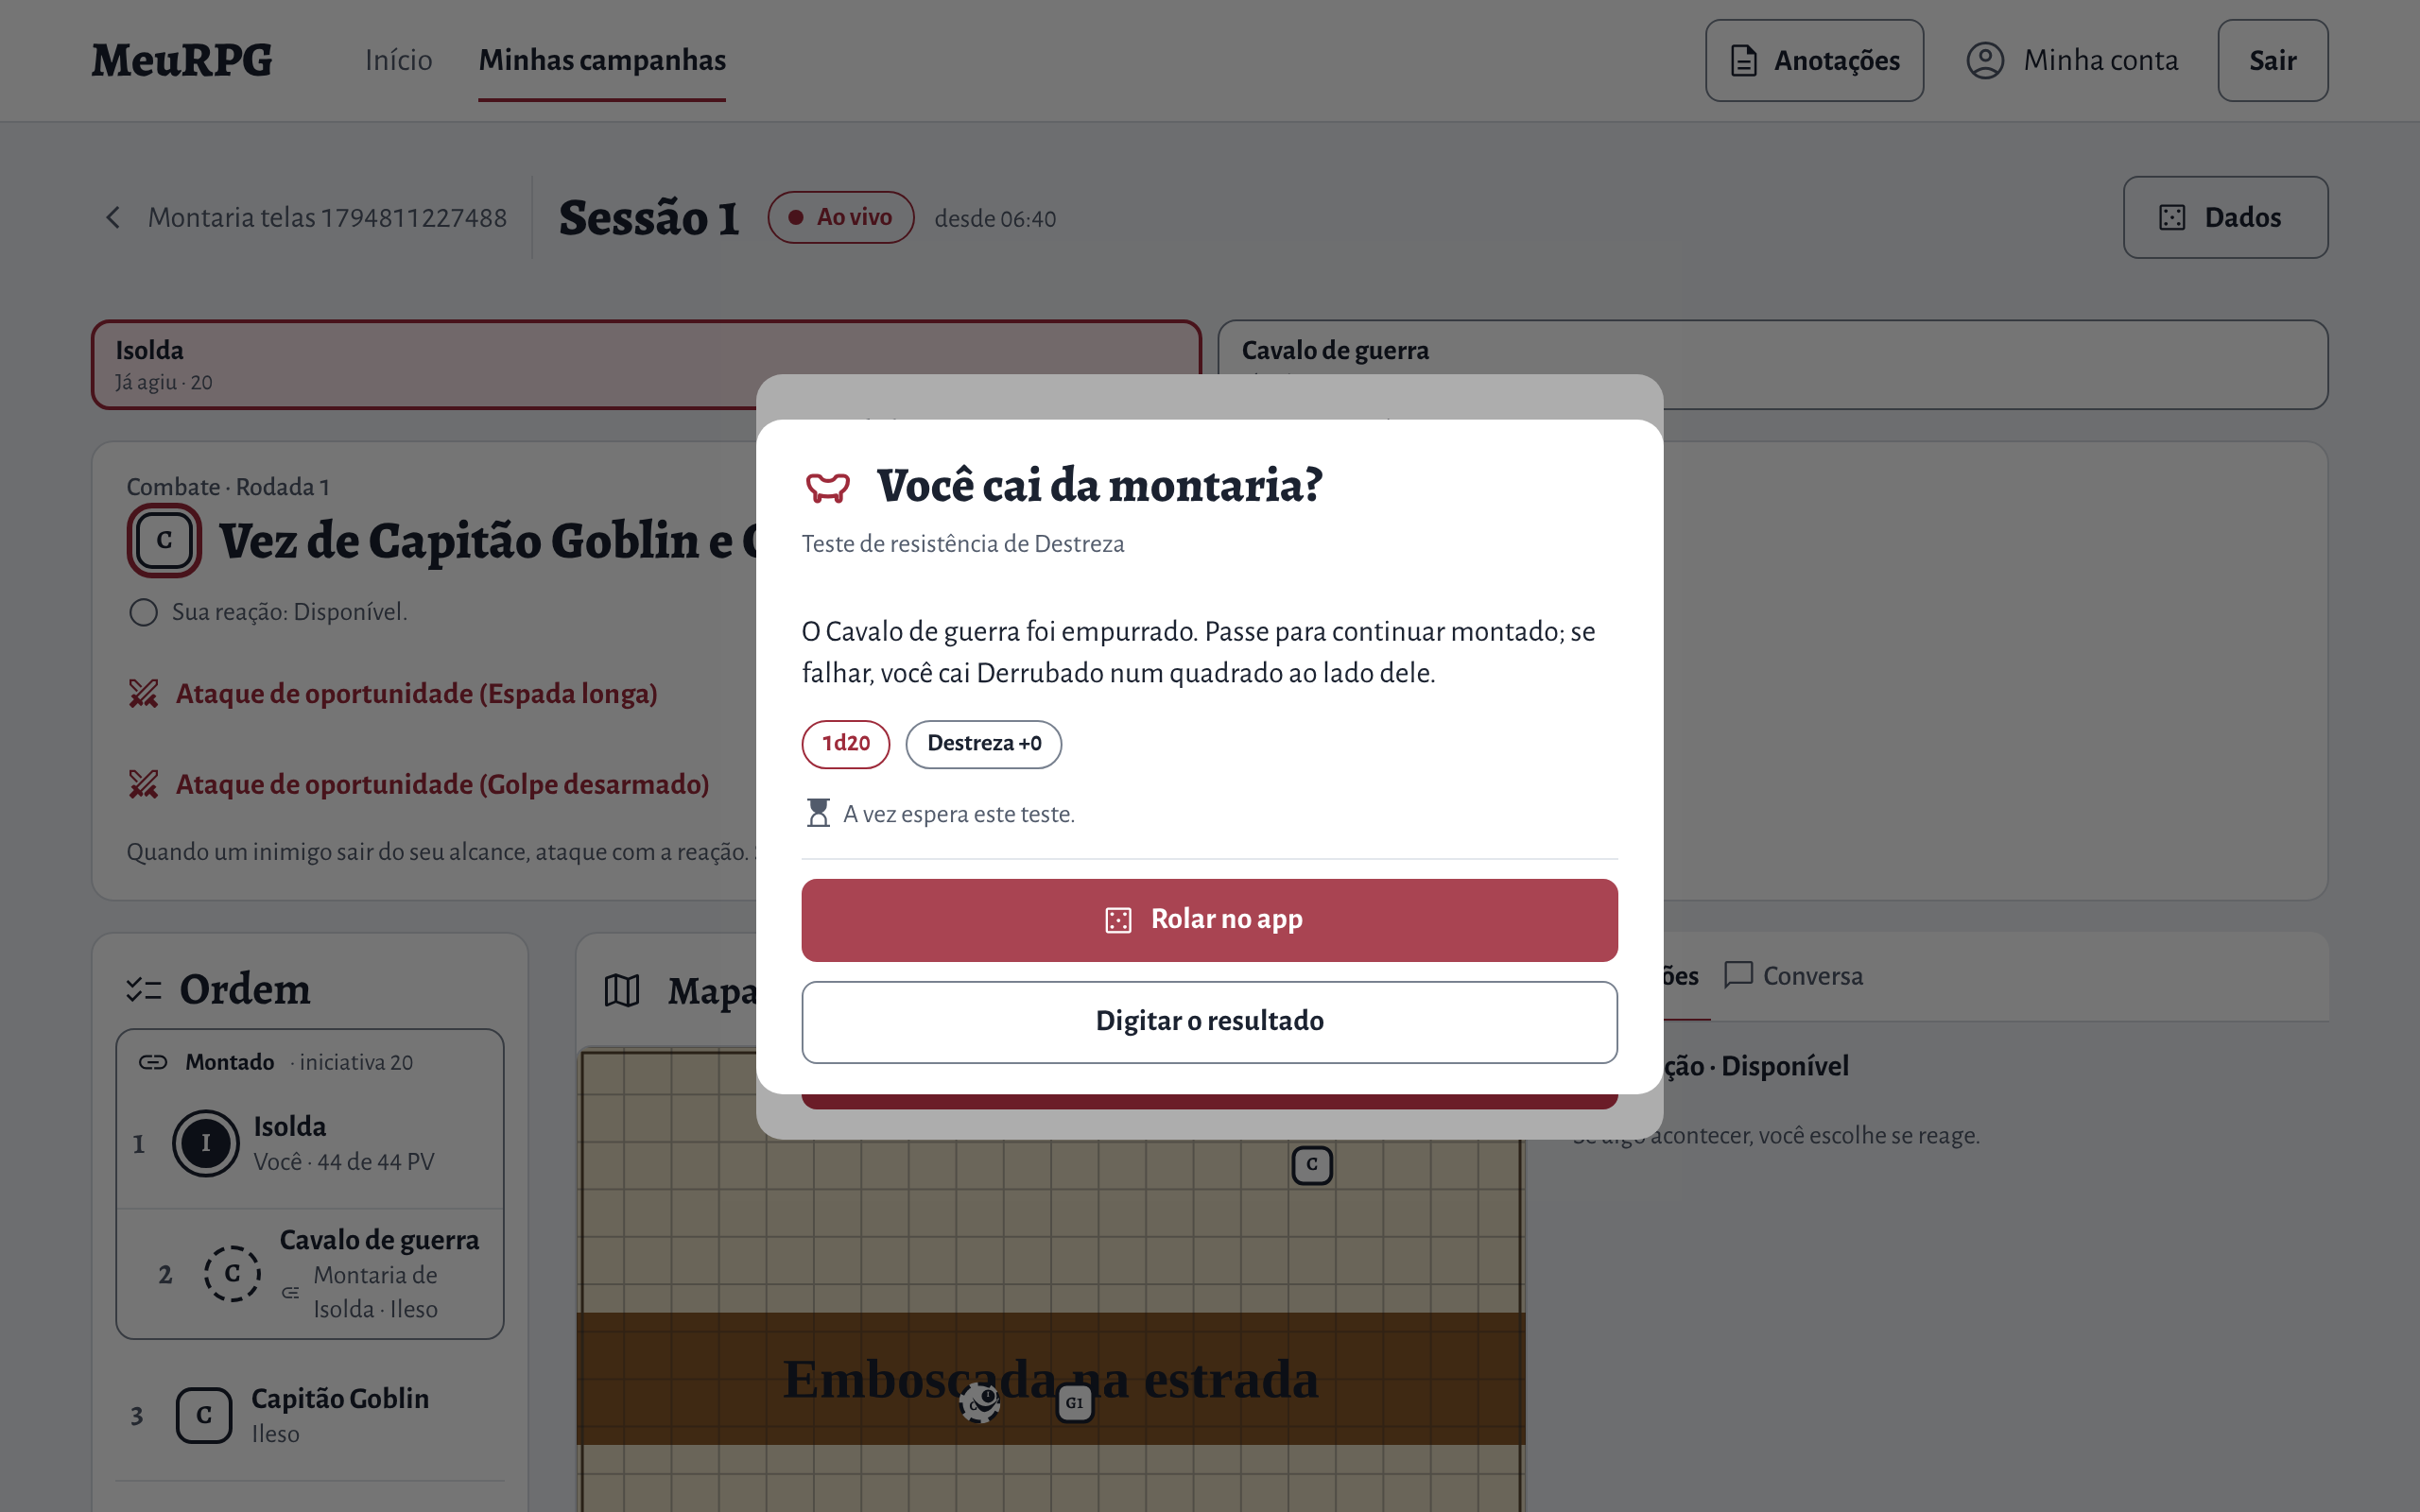 MeuRPG
Início
Minhas campanhas
Anotações
Minha conta
Sair
Montaria telas 1794811227488
Sessão 1
Ao vivo
desde 06:40
Dados
Isolda
Já agiu · 20
Cavalo de guerra
Combate · Rodada 1
C
Vez de Capitão Goblin e
Sua reação: Disponível.
Ataque de oportunidade (Espada longa)
Ataque de oportunidade (Golpe desarmado)
Quando um inimigo sair do seu alcance, ataque com a reação.
Você cai da montaria?
Teste de resistência de Destreza
O Cavalo de guerra foi empurrado. Passe para continuar montado; se
falhar, você cai Derrubado num quadrado ao lado dele.
1d20
Destreza +0
A vez espera este teste.
Rolar no app
Digitar o resultado
Ordem
Montado · iniciativa 20
1
I
Isolda
Você · 44 de 44 PV
2
C
Cavalo de guerra
Montaria de
Isolda · Ileso
3
C
Capitão Goblin
Ileso
Mapa
C
Emboscada na estrada
G1
Conversa
· Disponível
acontecer, você escolhe se reage.